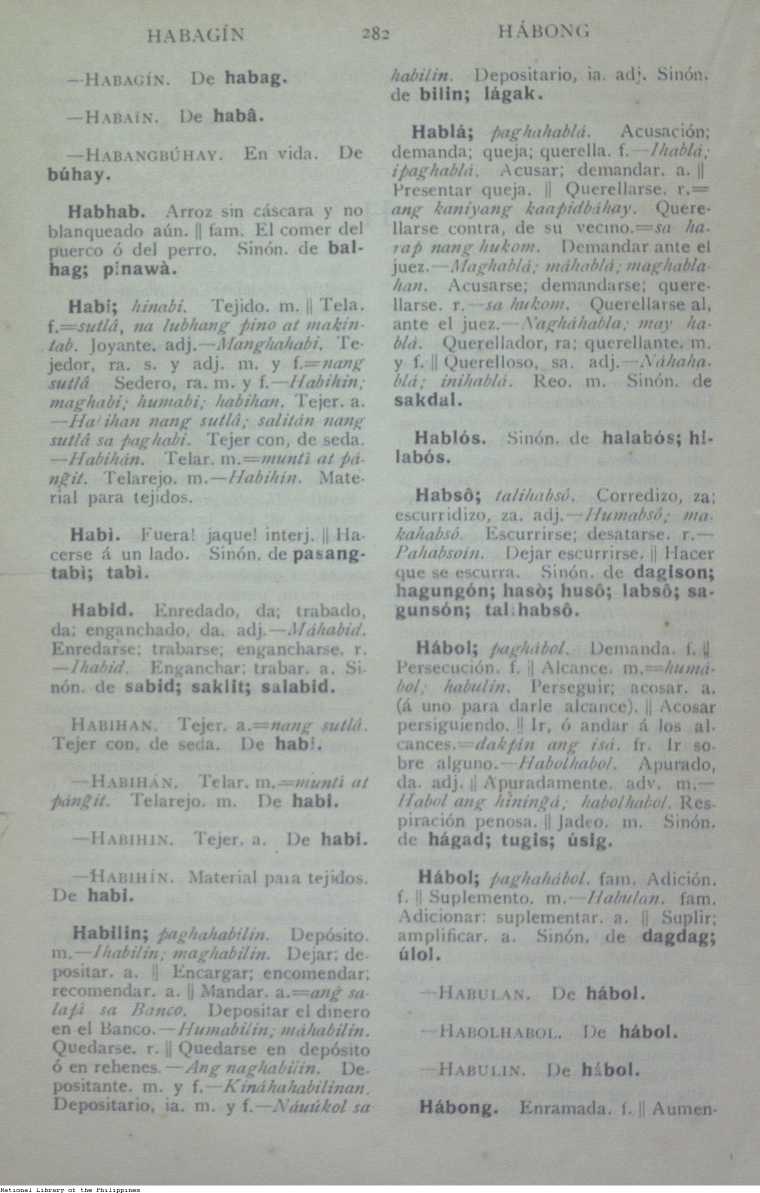 HABAGÍN 282 HÁBONG
—HABAGÍN. De habag.
—HABAÍN. De habâ.
—HABANGBÚHAY. En vida. De
búhay.
Habhab. Arroz sin cáscara y no
blanqueado aún. || fam. El comer del
puerco ó del perro. Sinón. de bal-
hag; pinawà.
Habi; hinabi. Tejido. m. || Tela.
f.=sutlâ, na lubhang pino at makin-
tab. Joyante. adj.—Manghahabi. Te-
jedor, ra. s. y adj. m. y f.=nang
sutlâ Sedero, ra. m. y f.—Habihin;
maghabi; humabi; habihan. Tejer. a.
—Habihan nang sutlâ; salitán nang
sutlâ sa paghabi. Tejer con, de seda.
—Habihán. Telar. m.=munti at pá-
ng̃it. Telarejo. m.—Habihín. Mate-
rial para tejidos.
Habì. Fuera! jaque! interj. || Ha-
cerse á un lado. Sinón. de pasang-
tabì; tabì.
Habid. Enredado, da; trabado,
da; enganchado, da. adj.—Máhabid.
Enredarse; trabarse; engancharse. r.
—Ihabid. Enganchar; trabar. a. Si-
nón. de sabid; saklit; salabid.
HABIHAN. Tejer. a.=nang sutlâ.
Tejer con, de seda. De habi.
—HABIHÁN. Telar. m.=munti at
páng̃it. Telarejo. m. De habi.
—HABIHIN. Tejer. a. De habi.
—HABIHÍN. Material para tejidos.
De habi.
Habilin; paghahabilin. Depósito.
m.—Ihabilin; maghabilin. Dejar; de-
positar. a. || Encargar; encomendar;
recomendar. a. || Mandar. a.=ang̃ sa-
lapî sa Banco. Depositar el dinero
en el Banco.—Humabilin; máhabilin.
Quedarse. r. || Quedarse en depósito
ó en rehenes.—Ang naghabilin. De-
positante. m. y f.—Kináhahabilinan.
Depositario, ia. m. y f.—Náuúkol sa
habilin. Depositario, ia. adj. Sinón.
de bilin; lágak.
Hablá; paghahablá. Acusación;
demanda; queja; querella. f.—Ihablá;
ipaghablá. Acusar; demandar. a. ||
Presentar queja. || Querellarse. r.=
ang kaniyang kaapidbáhay. Quere-
llarse contra, de su vecino.=sa ha-
rap nang hukom. Demandar ante el
juez.—Maghablá; máhablá; maghabla-
han. Acusarse; demandarse; quere-
llarse. r.—sa hukom. Querellarse al,
ante el juez.—Nagháhabla; may ha-
blá. Querellador, ra; querellante. m.
y f. || Querelloso, sa. adj.—Náhaha-
blá; inihablá. Reo. m. Sinón. de
sakdal.
Hablós. Sinón. de halabós; hi-
labós.
Habsô; talihabsô. Corredizo, za;
escurridizo, za. adj.—Humabsô; ma-
kahabsô. Escurrirse; desatarse. r.—
Pahabsoin. Dejar escurrirse. || Hacer
que se escurra. Sinón. de dagison;
hagungón; hasò; husô; labsô; sa-
gunsón; talihabsô.
Hábol; paghábol. Demanda. f. ||
Persecución. f. || Alcance. m.=humá-
bol; habulin. Perseguir; acosar. a.
(á uno para darle alcance). || Acosar
persiguiendo. || Ir, ó andar á los al-
cances.=dakpín ang isá. fr. Ir so-
bre alguno.—Habolhabol. Apurado,
da. adj. || Apuradamente. adv. m.—
Habol ang hining̃á; habolhabol. Res-
piración penosa. || Jadeo. m. Sinón.
de hágad; tugis; úsig.
Hábol; paghahábol. fam. Adición.
f. || Suplemento. m.—Habulan. fam.
Adicionar; suplementar. a. || Suplir;
amplificar. a. Sinón. de dagdag;
úlol.
—HABULAN. De hábol.
—HABOLHABOL. De hábol.
—HABULIN. De hábol.
Hábong. Enramada. f. || Aumen-
National Library of the Philippines